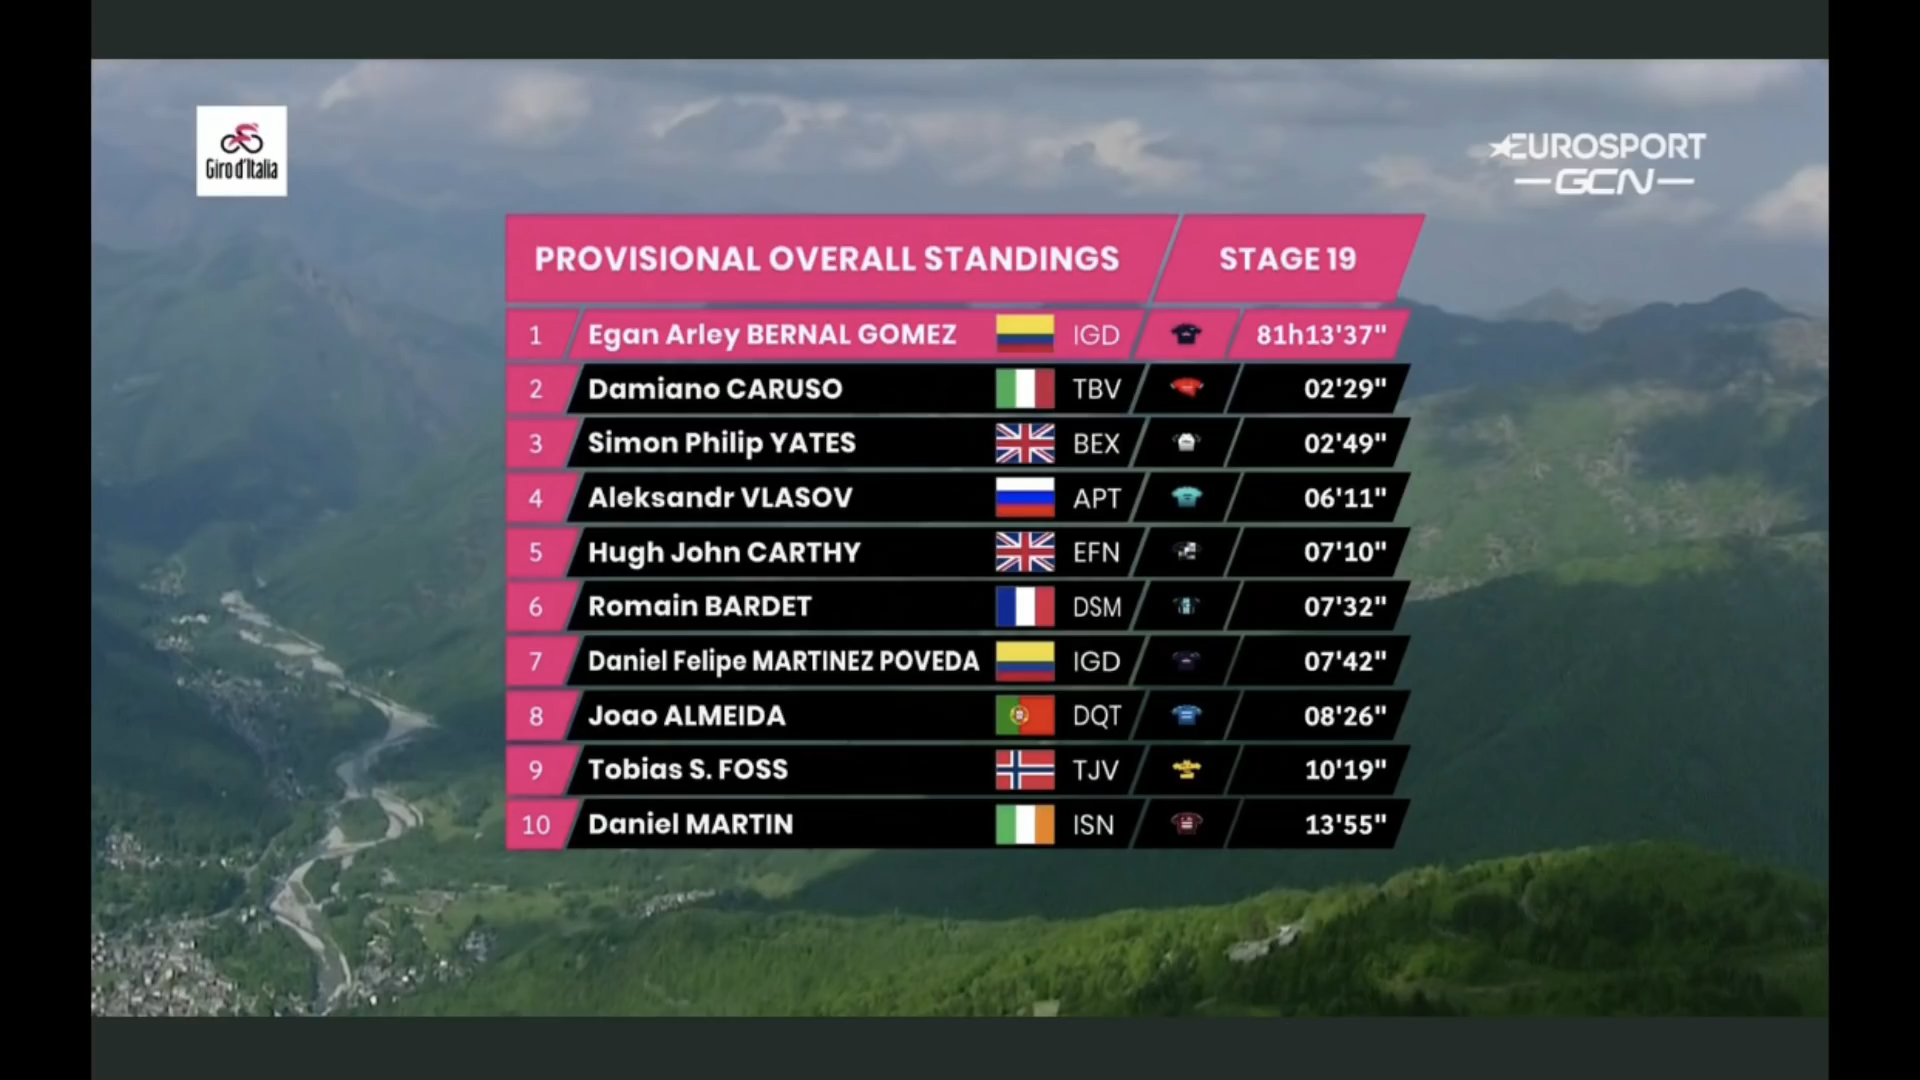 Giro d'Italia
EUROSPORT
GCN
PROVISIONAL OVERALL STANDINGS STAGE 19
1 Egan Arley BERNAL GOMEZ IGD 81h13'37"
2 Damiano CARUSO TBV 02'29"
3 Simon Philip YATES BEX 02'49"
4 Aleksandr VLASOV APT 06'11"
5 Hugh John CARTHY EFN 07'10"
6 Romain BARDET DSM 07'32"
7 Daniel Felipe MARTINEZ POVEDA IGD 07'42"
8 Joao ALMEIDA DQT 08'26"
9 Tobias S. FOSS TJV 10'19"
10 Daniel MARTIN ISN 13'55"